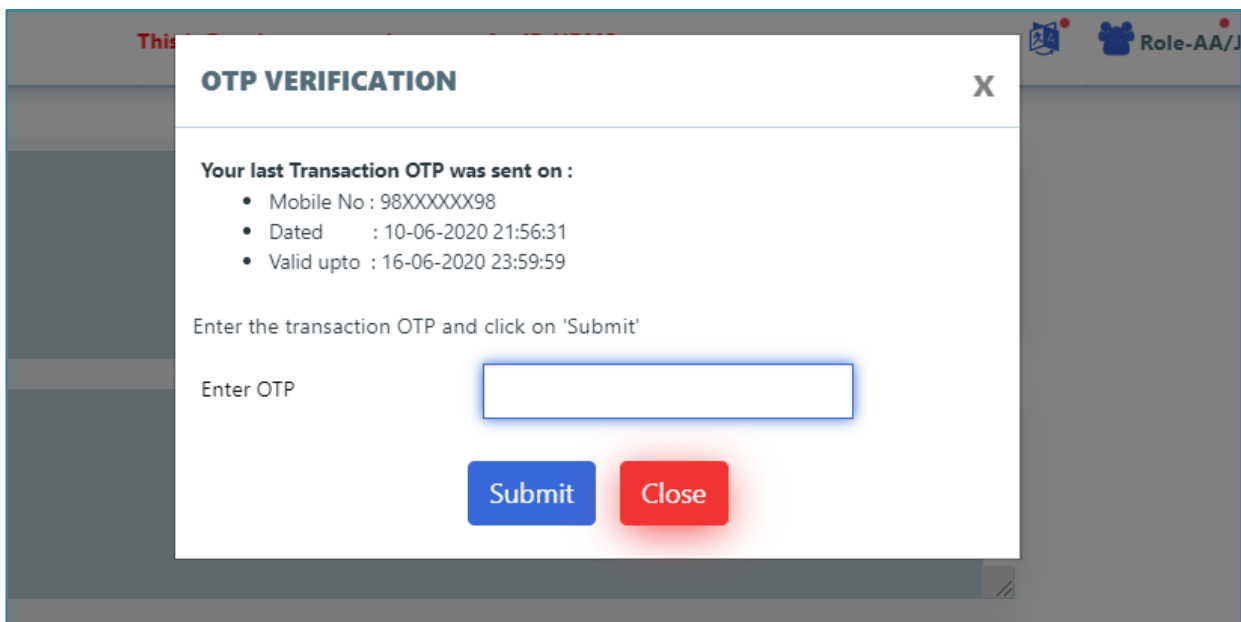 This
Role-AA/J
OTP VERIFICATION
X
Your last Transaction OTP was sent on :
• Mobile No : 98XXXXXX98
• Dated : 10-06-2020 21:56:31
• Valid upto : 16-06-2020 23:59:59
Enter the transaction OTP and click on 'Submit'
Enter OTP
Submit Close